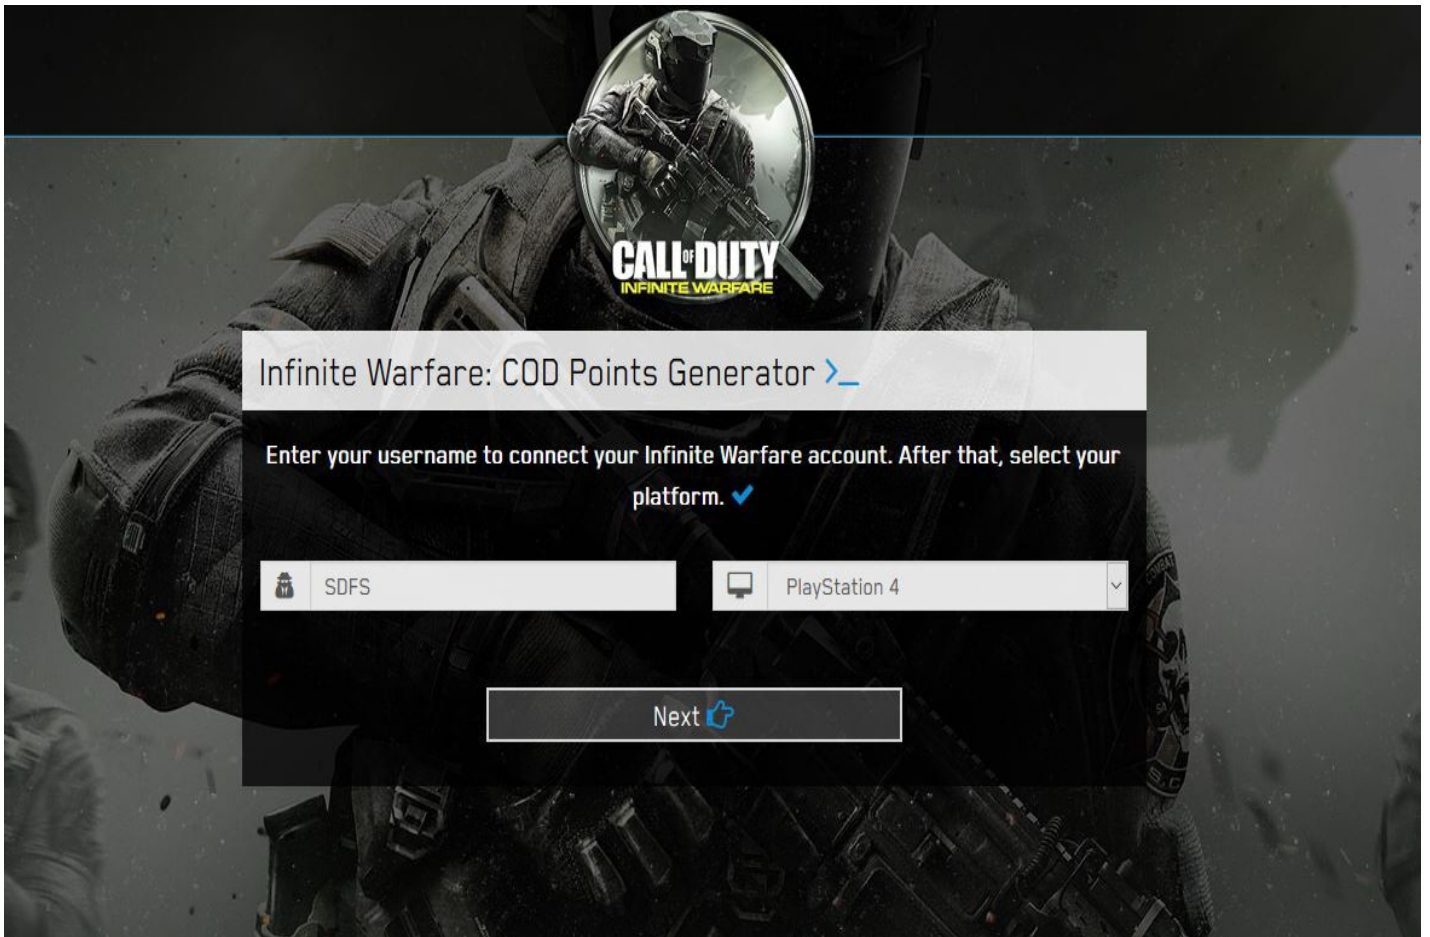 CALL OF DUTY
INFINITE WARFARE
Infinite Warfare: COD Points Generator >_
Enter your username to connect your Infinite Warfare account. After that, select your
platform. ✔
SDFS
PlayStation 4
Next